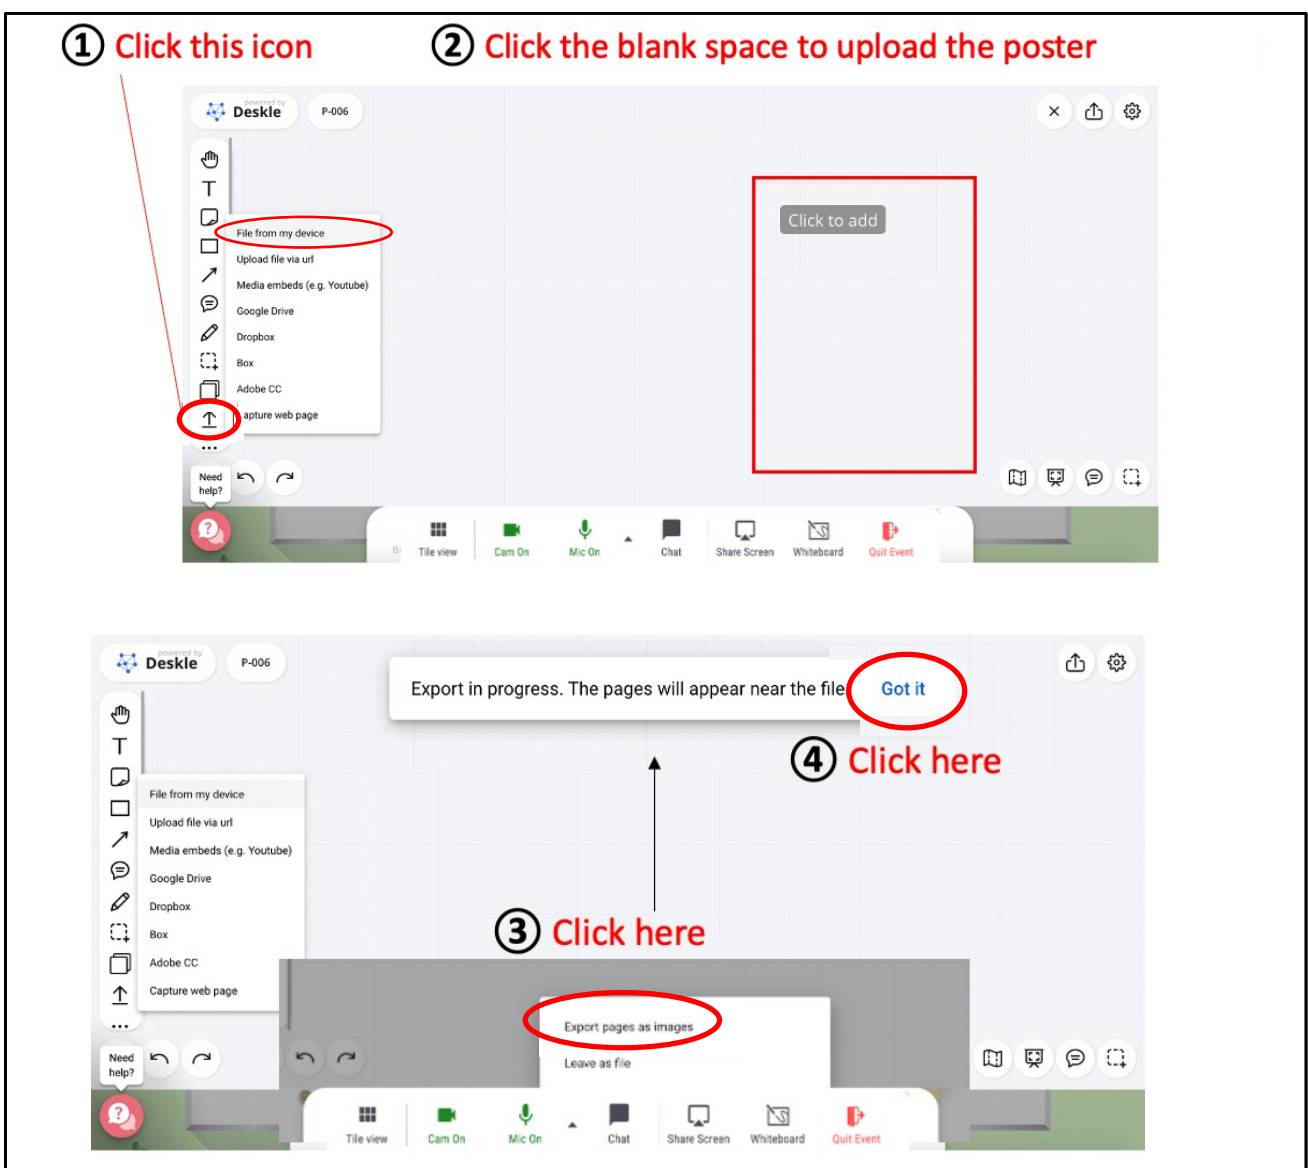 ① Click this icon
② Click the blank space to upload the poster
powered by
Deskle
P-006
Click to add
T
File from my device
Upload file via url
Media embeds (e.g. Youtube)
Google Drive
Dropbox
Box
Adobe CC
apture web page
Need
help?
?
Tile view
Cam On
Mic On
Chat
Share Screen
Whiteboard
Quit Event
powered by
Deskle
P-006
Export in progress. The pages will appear near the file
Got it
④ Click here
T
File from my device
Upload file via url
Media embeds (e.g. Youtube)
Google Drive
Dropbox
Box
Adobe CC
Capture web page
③ Click here
Export pages as images
Leave as file
Need
help?
?
Tile view
Cam On
Mic On
Chat
Share Screen
Whiteboard
Quit Event